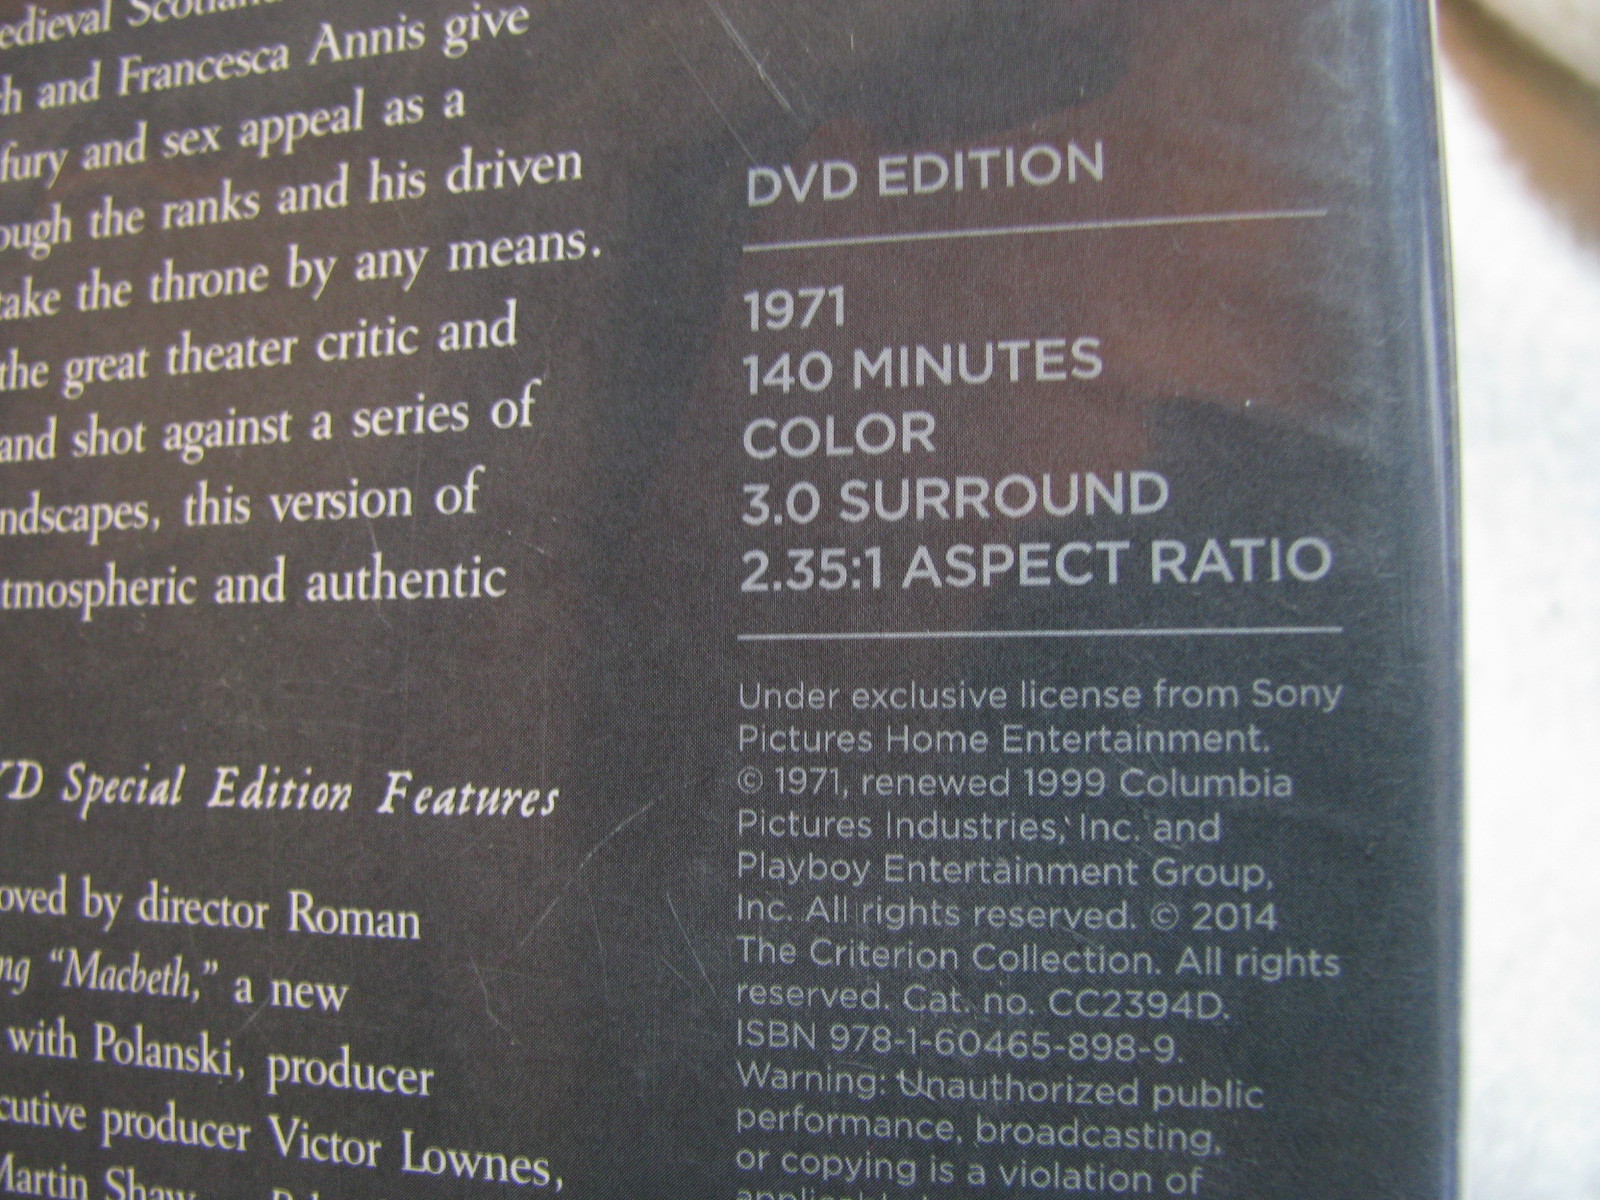 edieval Scotland
h and Francesca Annis give
fury and sex appeal as a
ough the ranks and his driven
take the throne by any means.
the great theater critic and
and shot against a series of
ndscapes, this version of
tmospheric and authentic
D Special Edition Features
oved by director Roman
ng “Macbeth,” a new
with Polanski, producer
cutive producer Victor Lownes,
Martin Shaw
DVD EDITION
1971
140 MINUTES
COLOR
3.0 SURROUND
2.35:1 ASPECT RATIO
Under exclusive license from Sony
Pictures Home Entertainment.
© 1971, renewed 1999 Columbia
Pictures Industries, Inc. and
Playboy Entertainment Group,
Inc. All rights reserved. © 2014
The Criterion Collection. All rights
reserved. Cat. no. CC2394D.
ISBN 978-1-60465-898-9.
Warning: Unauthorized public
performance, broadcasting,
or copying is a violation of